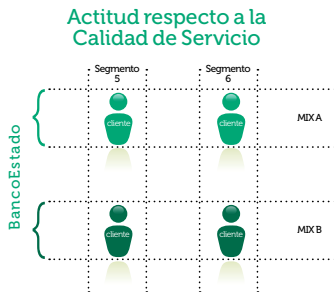 Actitud respecto a la
Calidad de Servicio
Segmento
5
Segmento
6
BancoEstado
cliente
cliente
MIX A
cliente
cliente
MIX B